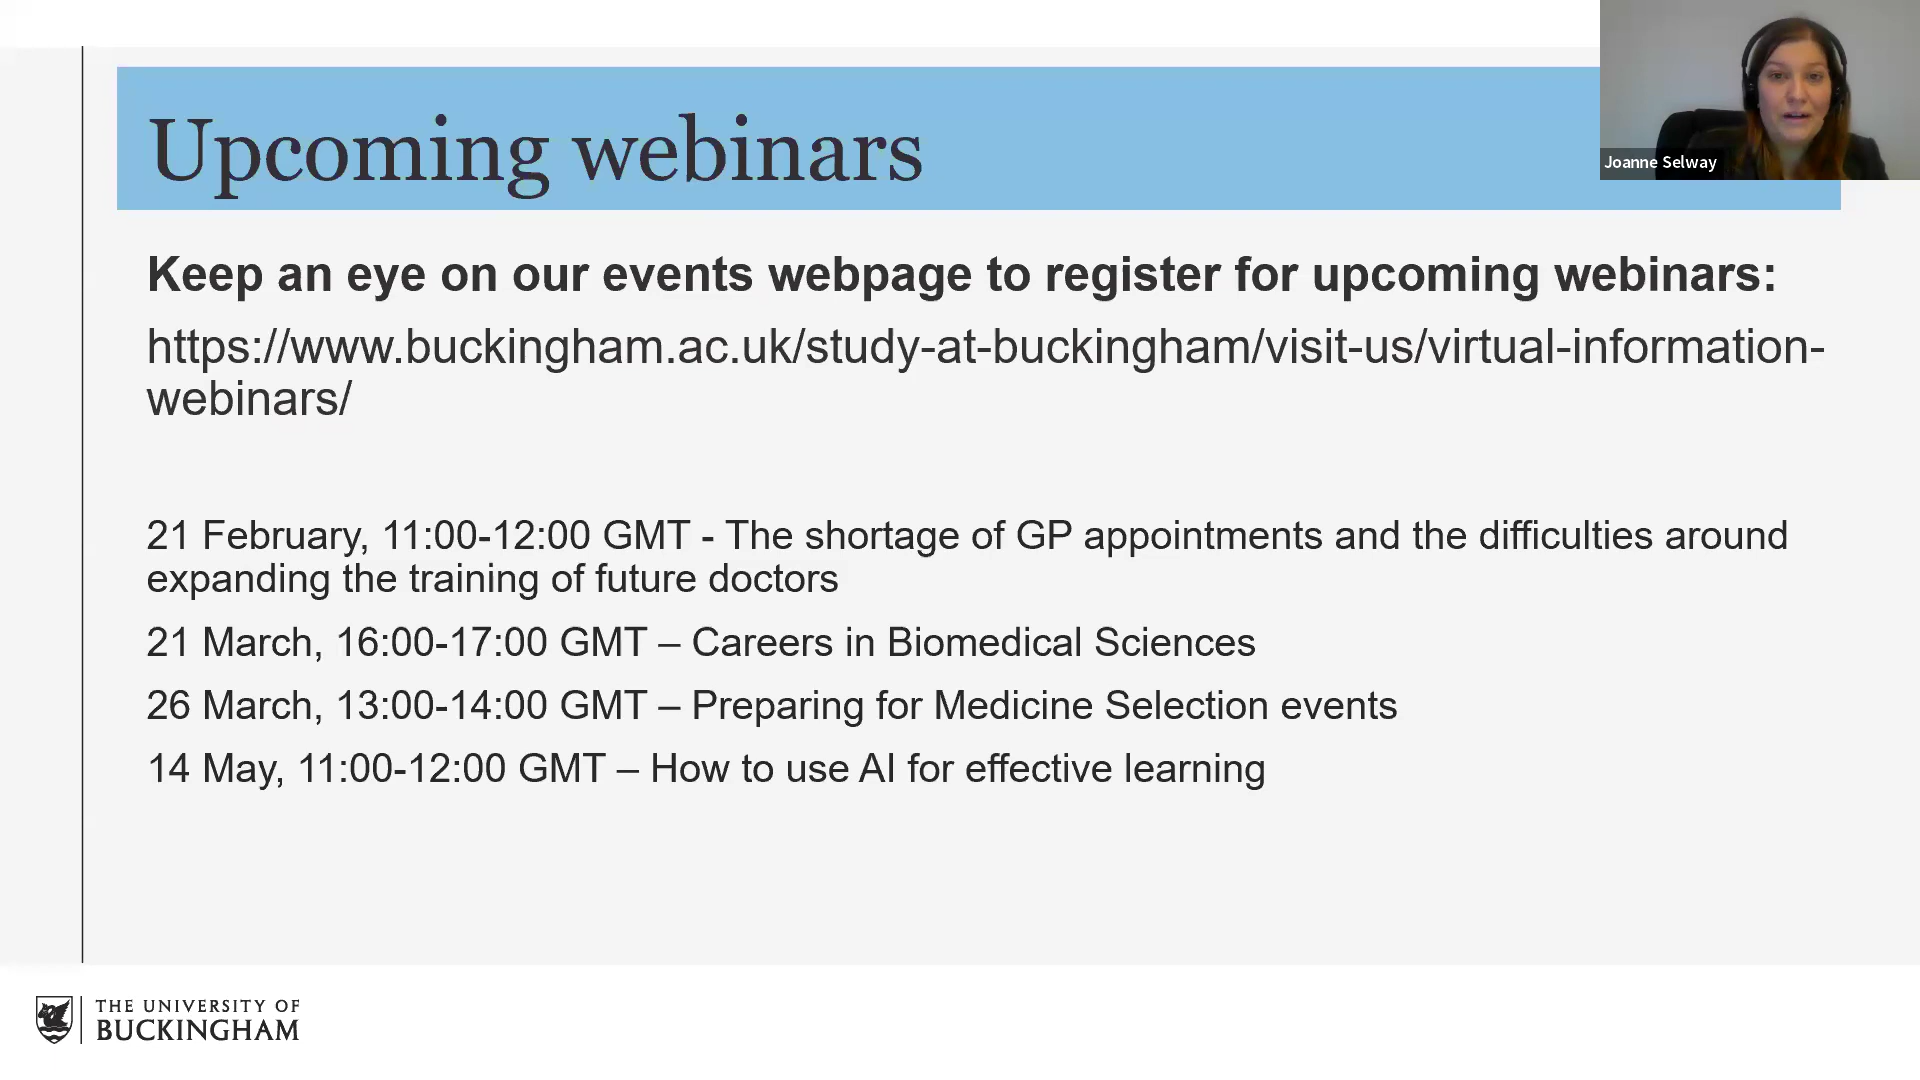 Upcoming webinars
Joanne Selway
Keep an eye on our events webpage to register for upcoming webinars:
https://www.buckingham.ac.uk/study-at-buckingham/visit-us/virtual-information-
webinars/
21 February, 11:00-12:00 GMT - The shortage of GP appointments and the difficulties around
expanding the training of future doctors
21 March, 16:00-17:00 GMT – Careers in Biomedical Sciences
26 March, 13:00-14:00 GMT – Preparing for Medicine Selection events
14 May, 11:00-12:00 GMT – How to use AI for effective learning
THE UNIVERSITY OF
BUCKINGHAM